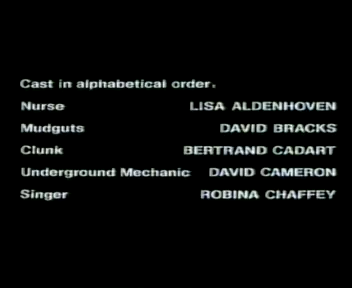 Cast in alphabetical order.
Nurse LISA ALDENHOVEN
Mudguts DAVID BRACKS
Clunk BERTRAND CADART
Underground Mechanic DAVID CAMERON
Singer ROBINA CHAFFEY